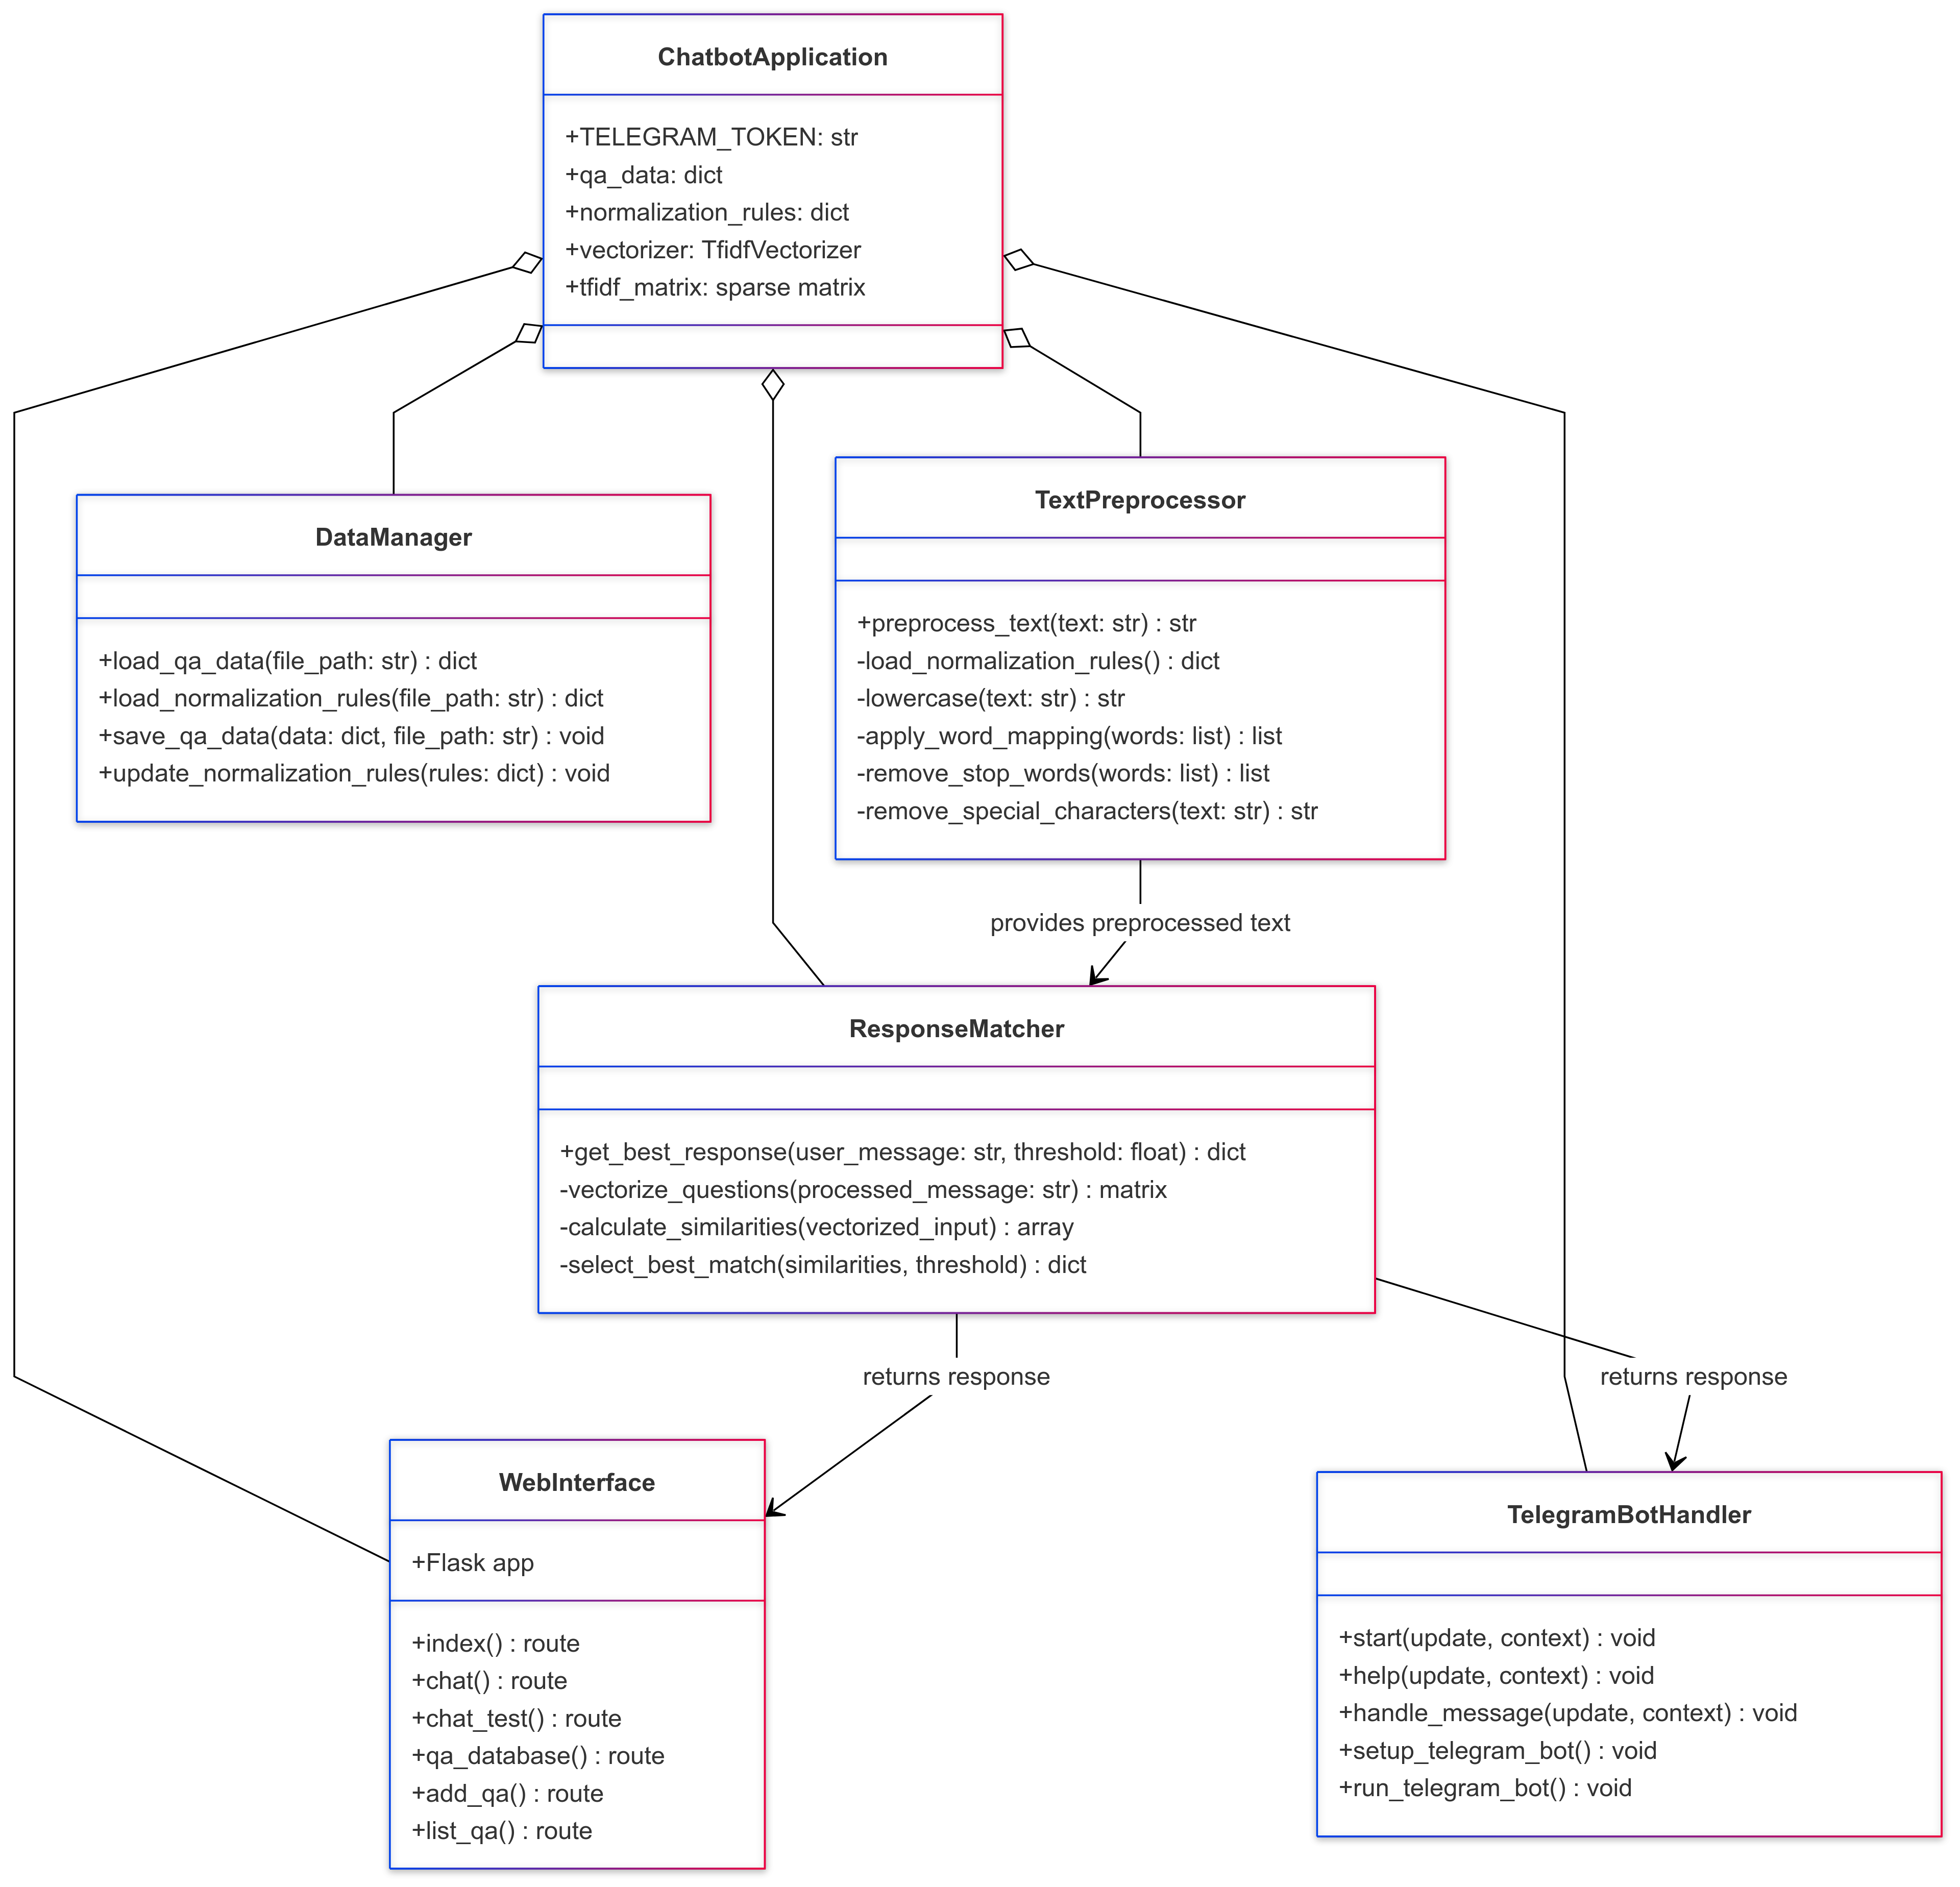 ChatbotApplication
+TELEGRAM_TOKEN: str
+qa_data: dict
+normalization_rules: dict
+vectorizer: TfidfVectorizer
+tfidf_matrix: sparse matrix
DataManager
+load_qa_data(file_path: str) : dict
+load_normalization_rules(file_path: str) : dict
+save_qa_data(data: dict, file_path: str) : void
+update_normalization_rules(rules: dict) : void
TextPreprocessor
+preprocess_text(text: str) : str
-load_normalization_rules() : dict
-lowercase(text: str) : str
-apply_word_mapping(words: list) : list
-remove_stop_words(words: list) : list
-remove_special_characters(text: str) : str
provides preprocessed text
ResponseMatcher
+get_best_response(user_message: str, threshold: float) : dict
-vectorize_questions(processed_message: str) : matrix
-calculate_similarities(vectorized_input) : array
-select_best_match(similarities, threshold) : dict
returns response
returns response
WebInterface
+Flask app
+index() : route
+chat() : route
+chat_test() : route
+qa_database() : route
+add_qa() : route
+list_qa() : route
TelegramBotHandler
+start(update, context) : void
+help(update, context) : void
+handle_message(update, context) : void
+setup_telegram_bot() : void
+run_telegram_bot() : void